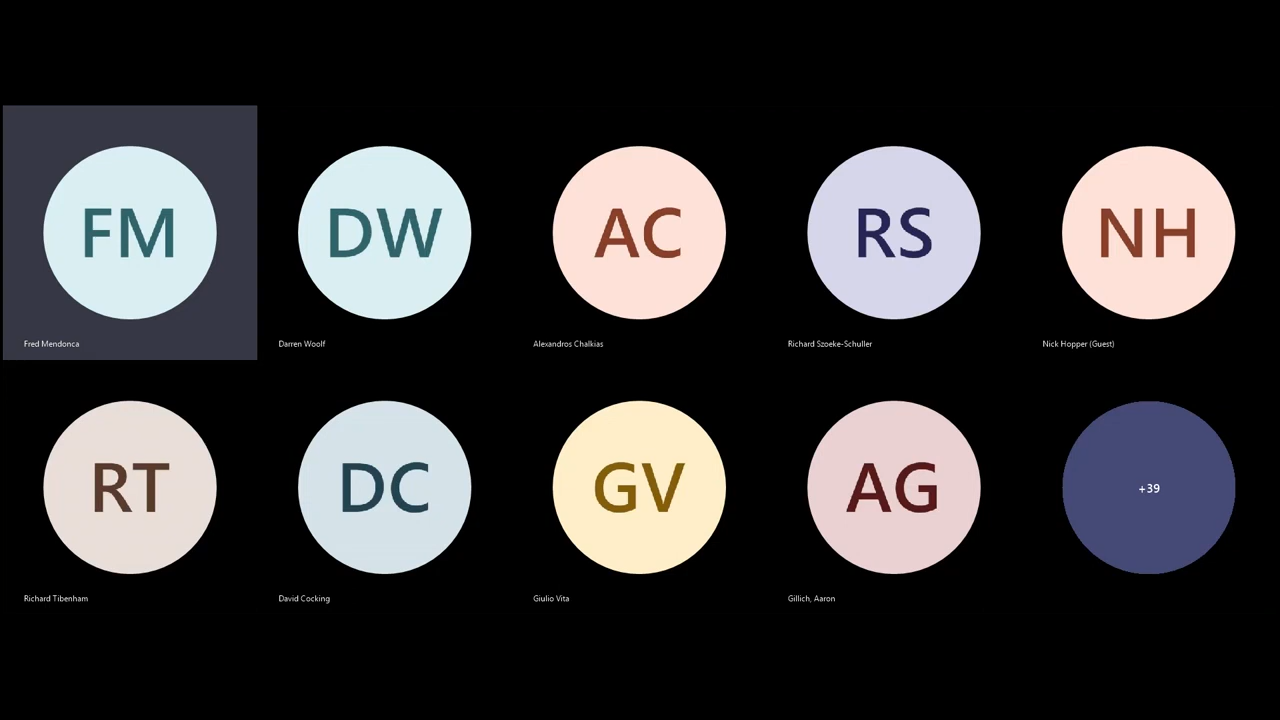 FM
DW
AC
RS
NH
Fred Mendonca
Darren Woolf
Alexandros Chalkias
Richard Szoeke-Schuller
Nick Hopper (Guest)
RT
DC
GV
AG
+39
Richard Tibenham
David Cocking
Giulio Vita
Gillich, Aaron